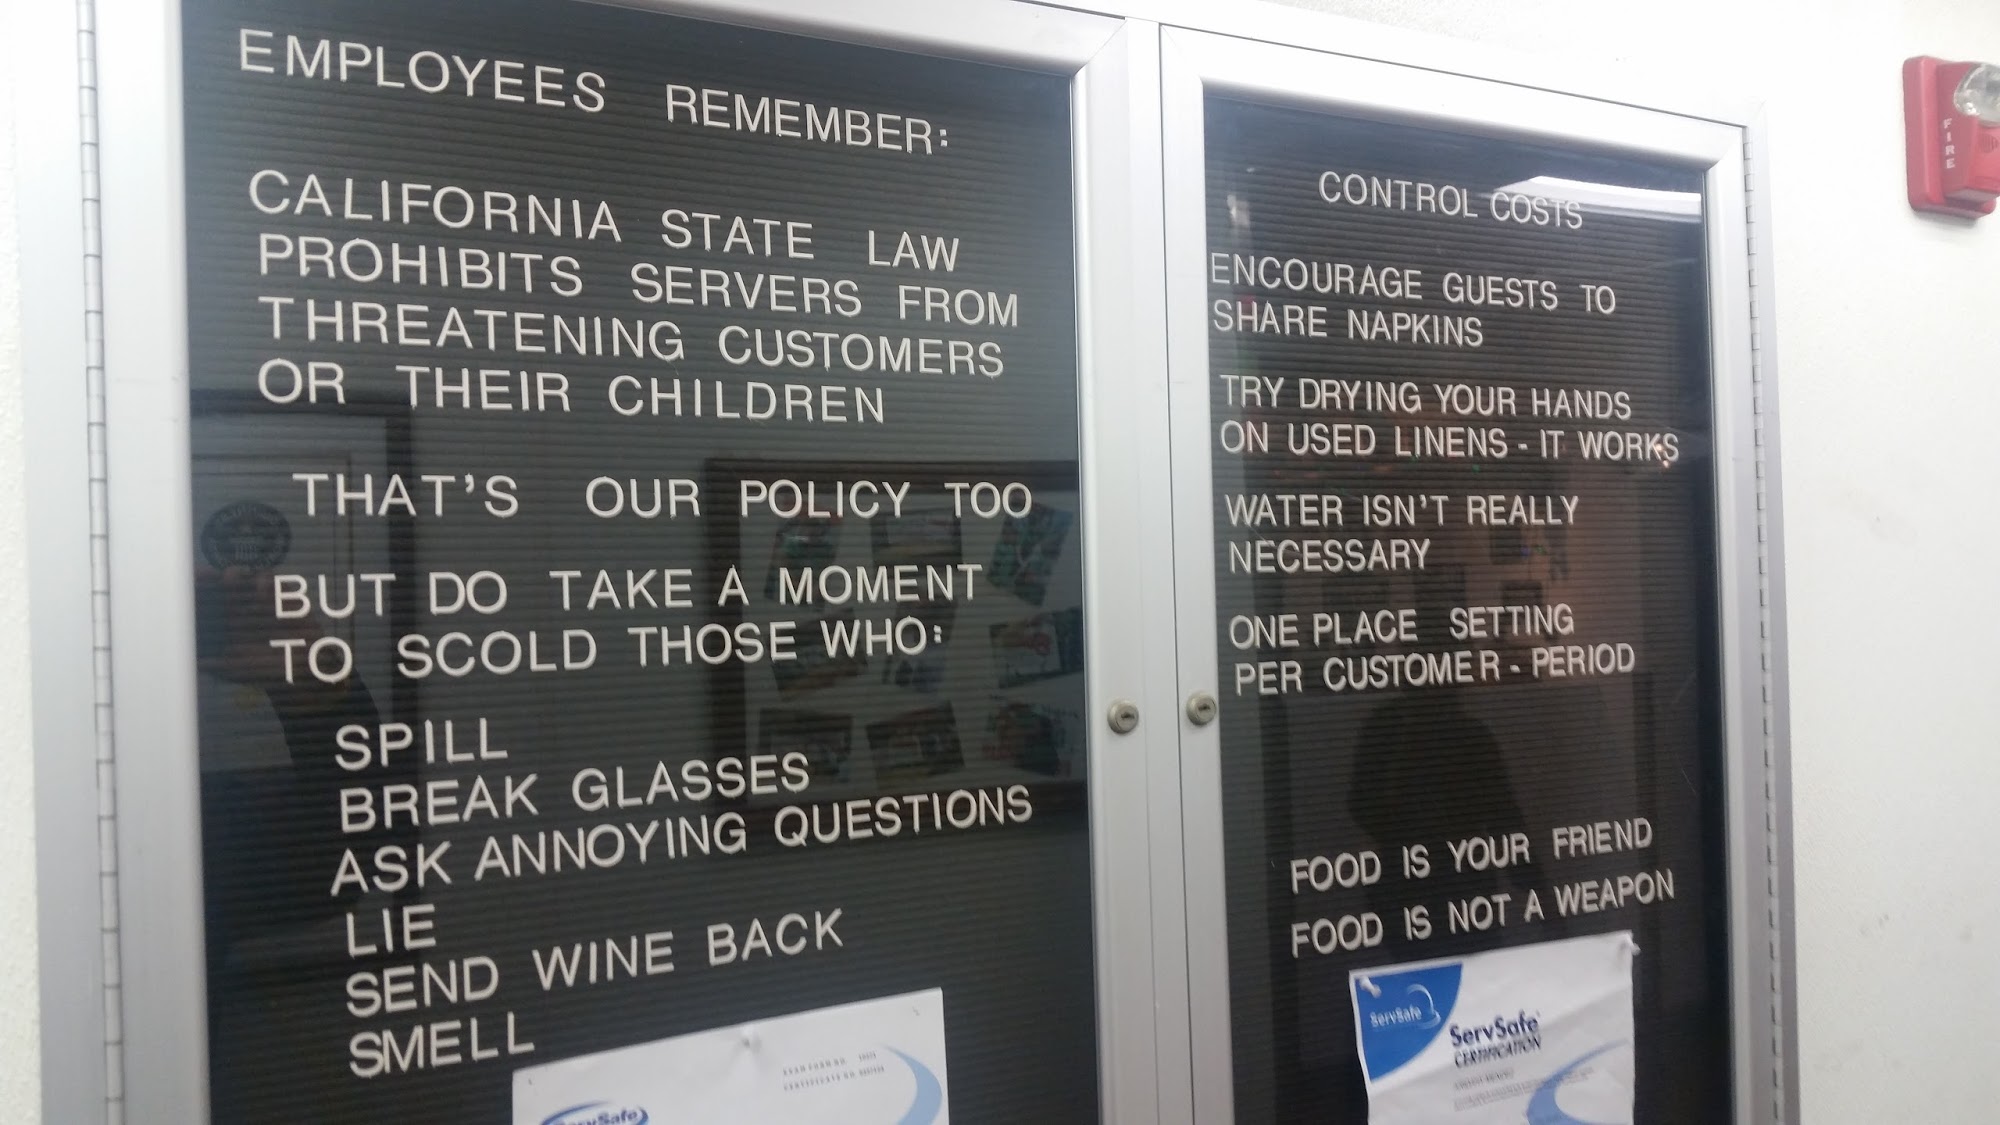 EMPLOYEES REMEMBER:
CALIFORNIA STATE LAW
PROHIBITS SERVERS FROM
THREATENING CUSTOMERS
OR THEIR CHILDREN
THAT'S OUR POLICY TOO
BUT DO TAKE A MOMENT
TO SCOLD THOSE WHO:
SPILL
BREAK GLASSES
ASK ANNOYING QUESTIONS
LIE
SEND WINE BACK
SMELL
ServSafe
CONTROL COSTS
ENCOURAGE GUESTS TO
SHARE NAPKINS
TRY DRYING YOUR HANDS
ON USED LINENS - IT WORKS
WATER ISN'T REALLY
NECESSARY
ONE PLACE SETTING
PER CUSTOMER - PERIOD
FOOD IS YOUR FRIEND
FOOD IS NOT A WEAPON
ServSafe
ServSafe
CERTIFICATION
FIRE